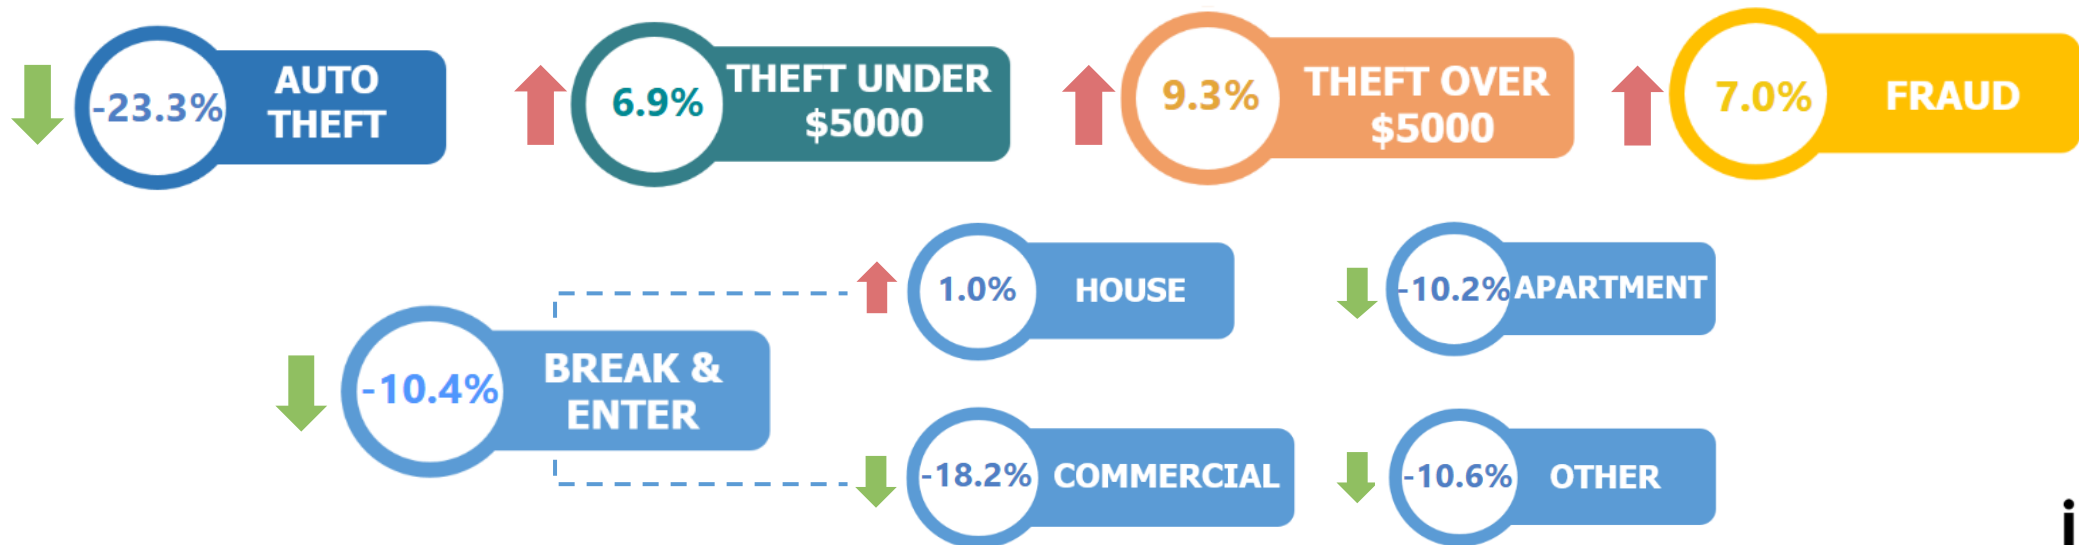 -23.3%
AUTO
THEFT
6.9%
THEFT UNDER
$5000
9.3%
THEFT OVER
$5000
7.0%
FRAUD
-10.4%
BREAK &
ENTER
1.0%
HOUSE
-10.2%
APARTMENT
-18.2%
COMMERCIAL
-10.6%
OTHER
i